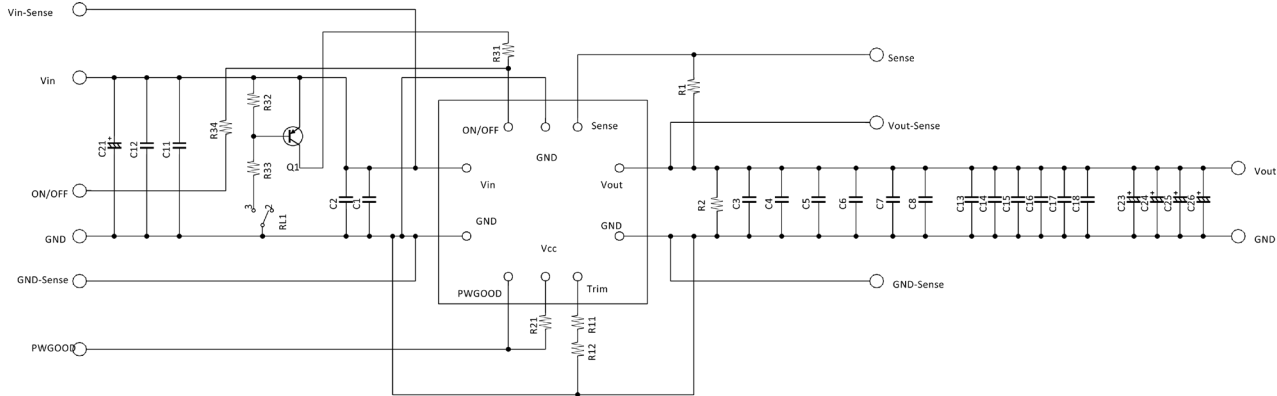 Vin-Sense
Vin
ON/OFF
GND
GND-Sense
PWGOOD
C21
+
C12
C11
R34
R32
R33
Q1
3
2
RL1
C2
C1
R31
ON/OFF
GND
Sense
Vin
GND
Vcc
PWGOOD
Trim
Vout
GND
R21
R11
R12
R1
Sense
Vout-Sense
R2
C3
C4
C5
C6
C7
C8
C13
C14
C15
C16
C17
C18
C23
+
C24
+
C25
+
C26
+
Vout
GND
GND-Sense